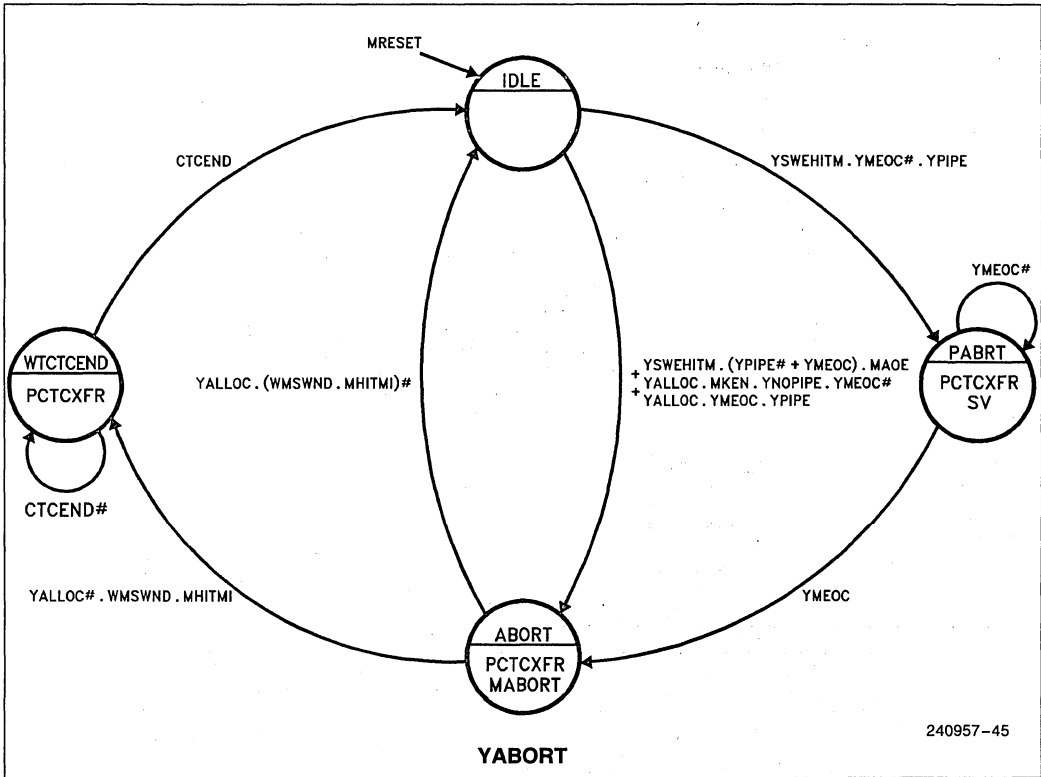 MRESET
IDLE
CTCEND
YSWEHITM.YMEOC#.YPIPE
YMEOC#
WTCTCEND
PCTCXFR
YALLOC.(WMSWND.MHITMI)#
YSWEHITM.(YPIPE# + YMEOC).MAOE
+ YALLOC.MKEN.YNOPIPE.YMEOC#
+ YALLOC.YMEOC.YPIPE
PABRT
PCTCXFR
SV
CTCEND#
YALLOC#.WMSWND.MHITMI
YMEOC
ABORT
PCTCXFR
MABORT
240957-45
YABORT